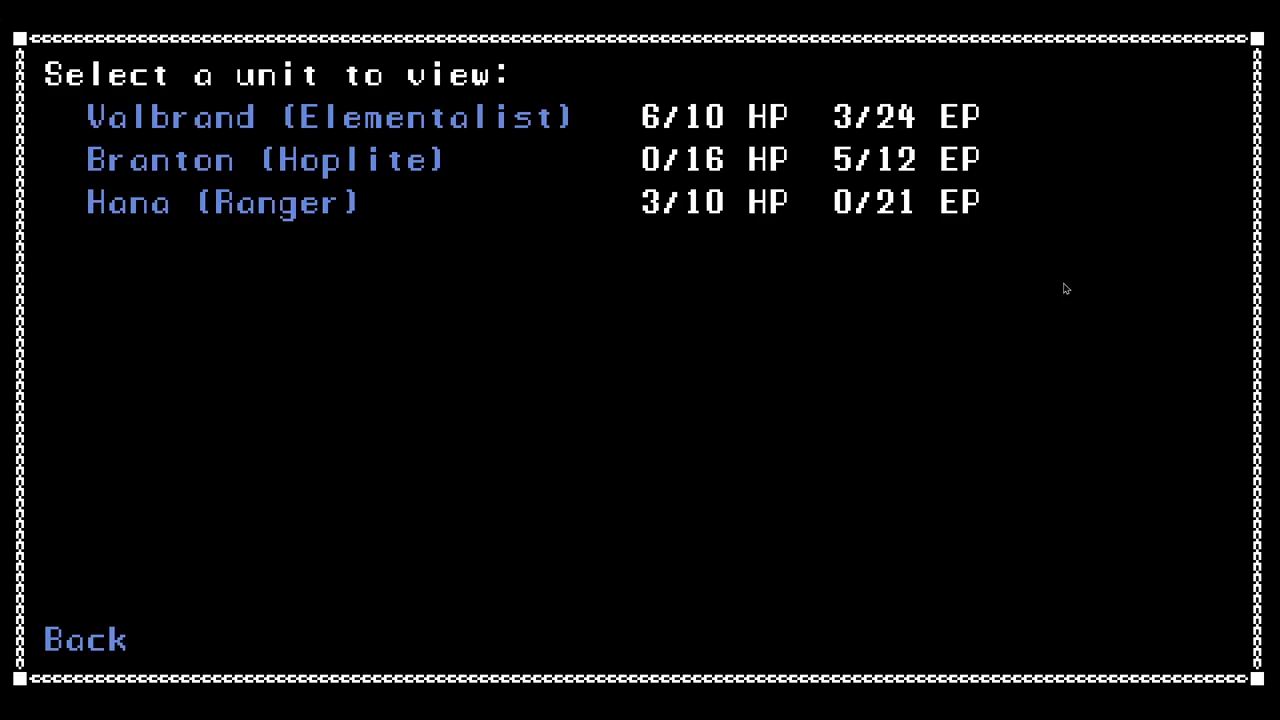 Select a unit to view:
Valbrand (Elementalist) 6/10 HP 3/24 EP
Branton (Hoplite) 0/16 HP 5/12 EP
Hana (Ranger) 3/10 HP 0/21 EP
Back